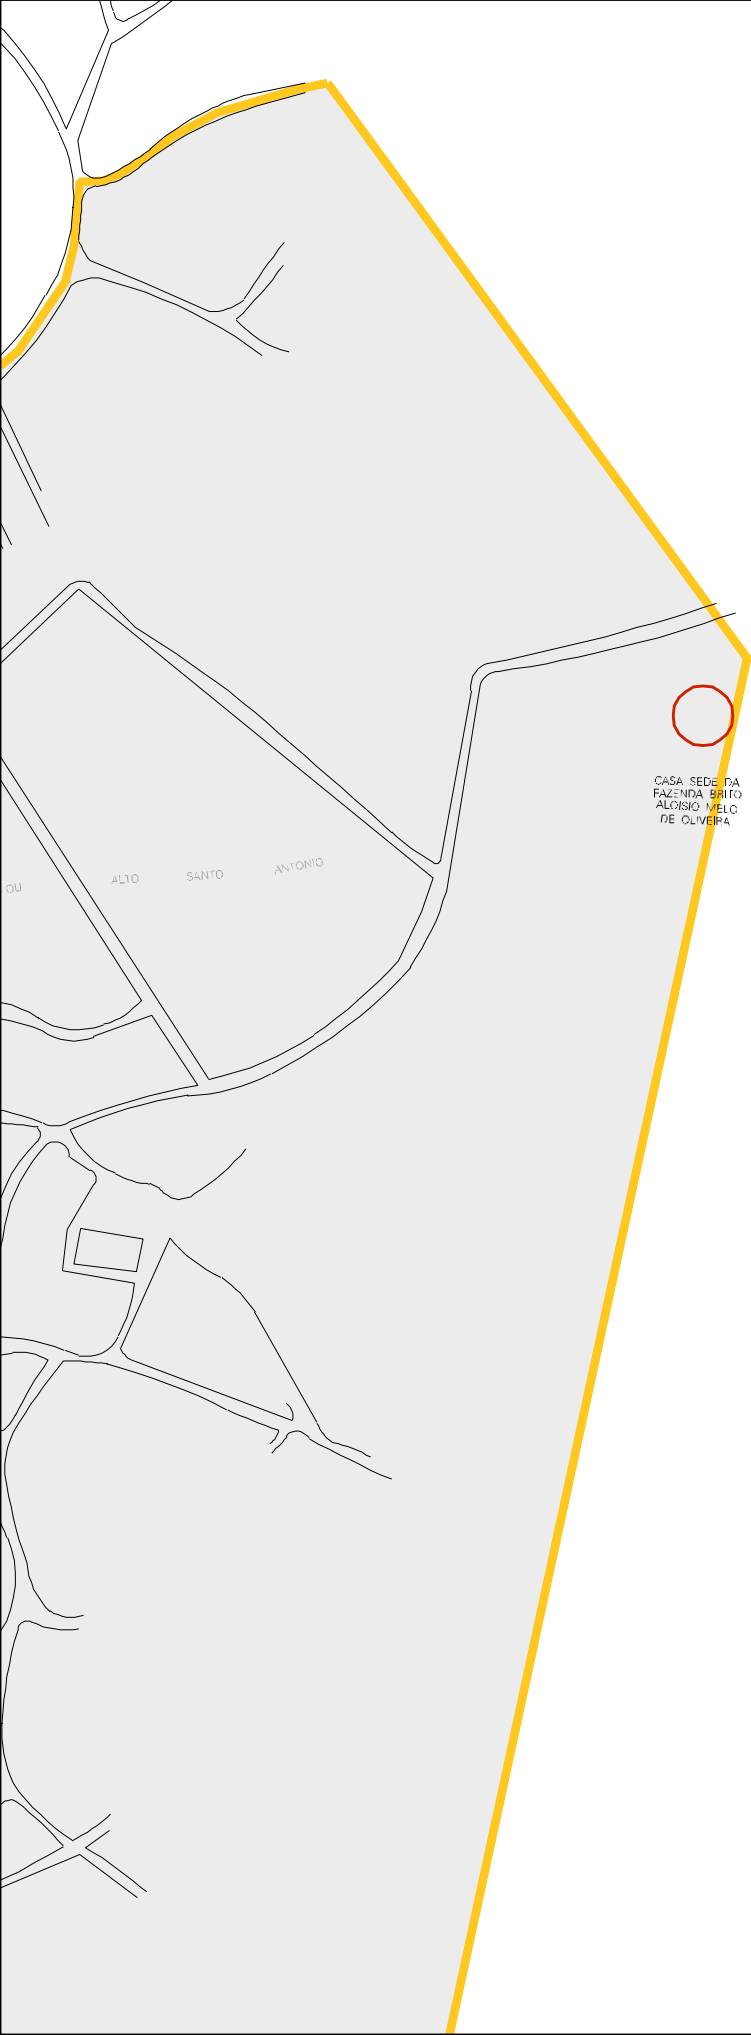 CASA SEDE DA
FAZENDA BRITO
ALOISIO MELO
DE OLIVEIRA
OU ALTO SANTO ANTONIO